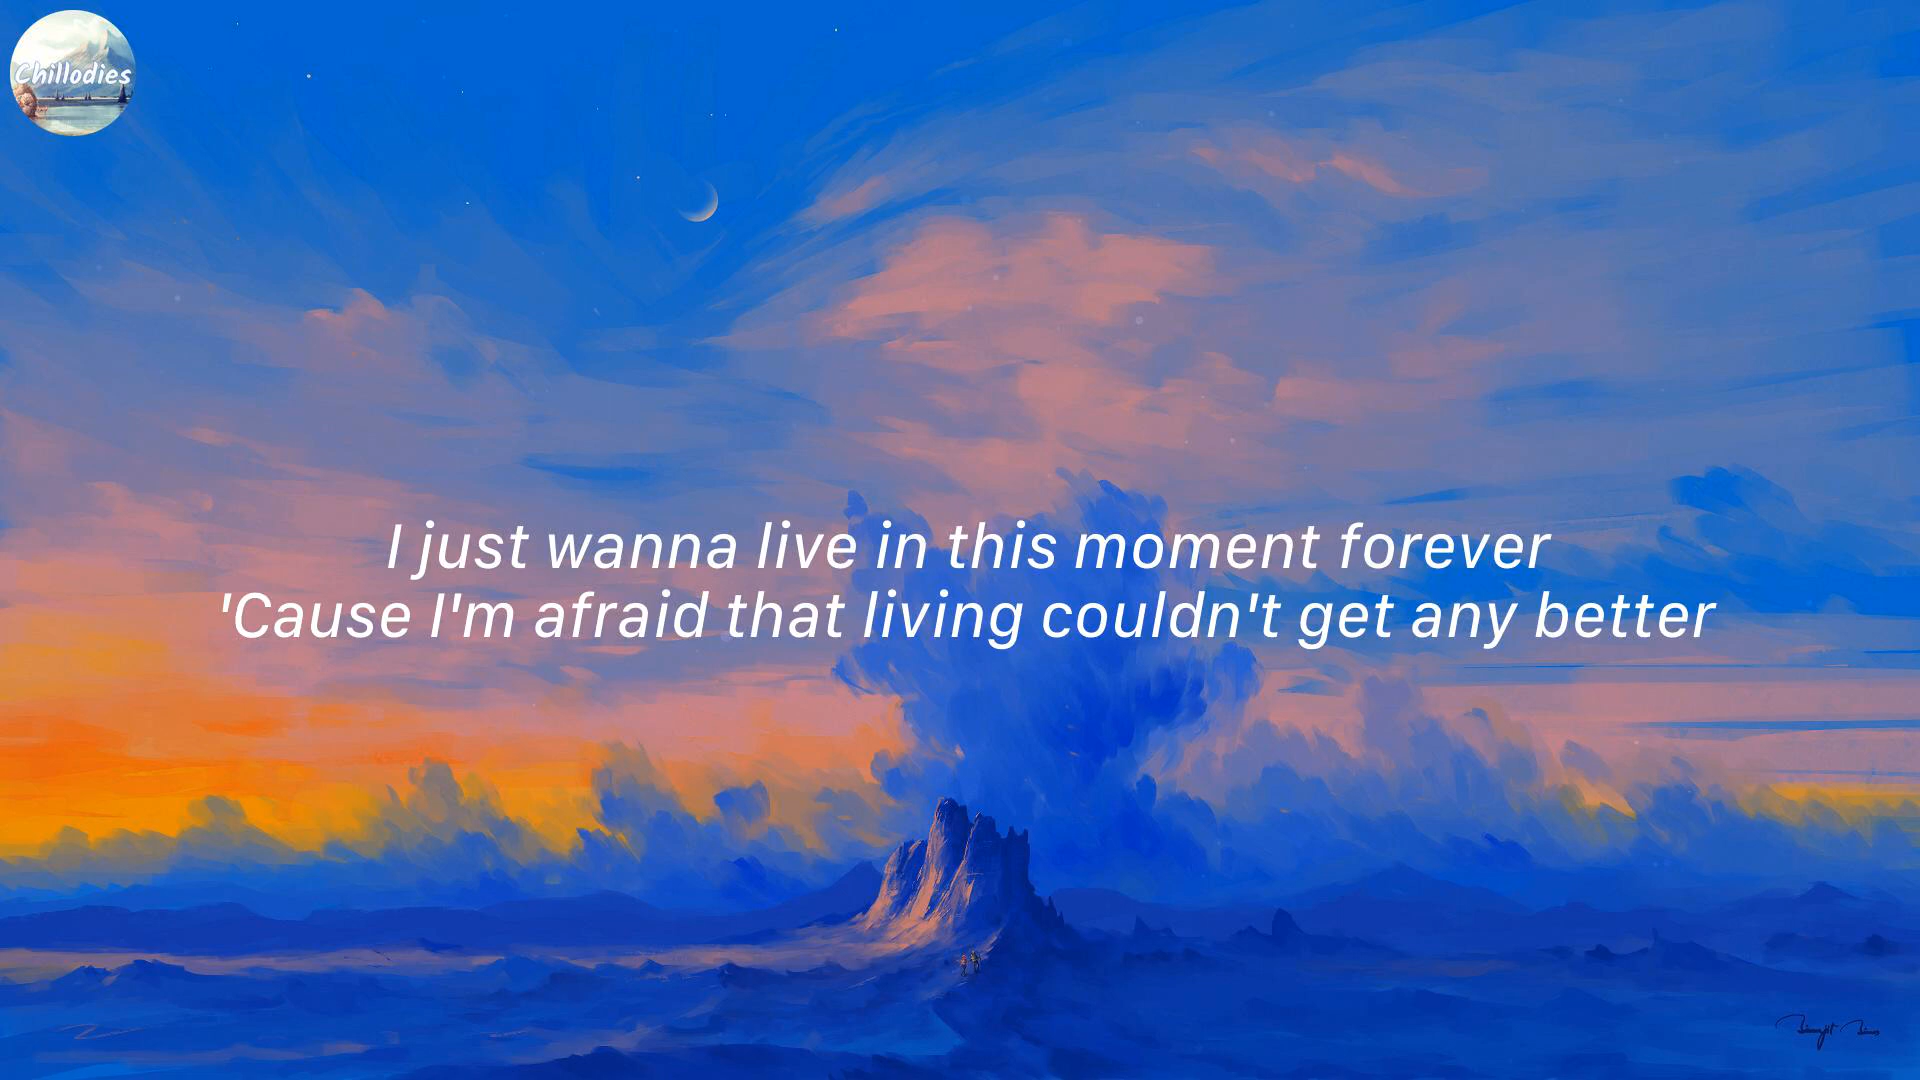 Chillodies
I just wanna live in this moment forever
'Cause I'm afraid that living couldn't get any better